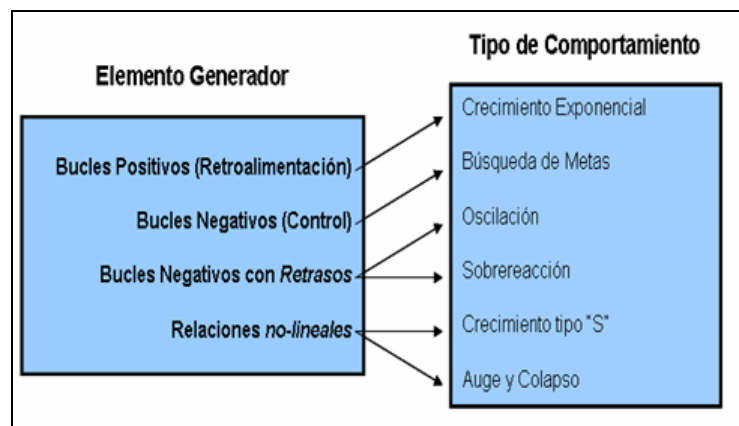 Elemento Generador
Bucles Positivos (Retroalimentación)
Bucles Negativos (Control)
Bucles Negativos con Retrasos
Relaciones no-lineales
Tipo de Comportamiento
Crecimiento Exponencial
Búsqueda de Metas
Oscilación
Sobrereacción
Crecimiento tipo "S"
Auge y Colapso